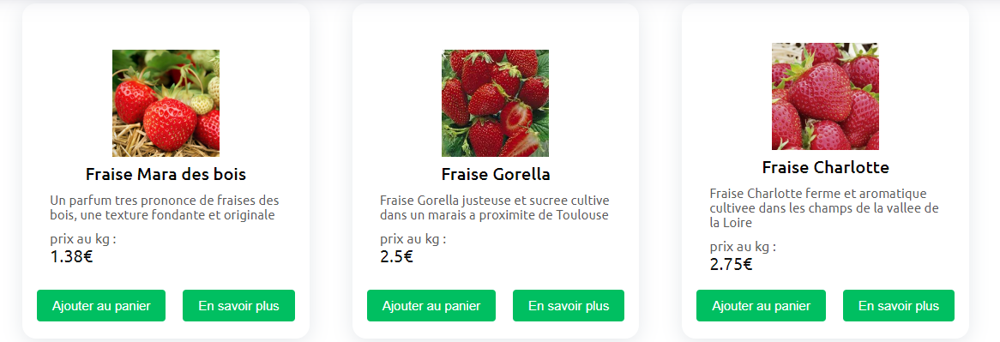 Fraise Mara des bois
Un parfum tres prononce de fraises des
bois, une texture fondante et originale
prix au kg :
1.38€
Ajouter au panier
En savoir plus
Fraise Gorella
Fraise Gorella justeuse et sucree cultive
dans un marais a proximite de Toulouse
prix au kg :
2.5€
Ajouter au panier
En savoir plus
Fraise Charlotte
Fraise Charlotte ferme et aromatique
cultivee dans les champs de la vallee de
la Loire
prix au kg :
2.75€
Ajouter au panier
En savoir plus